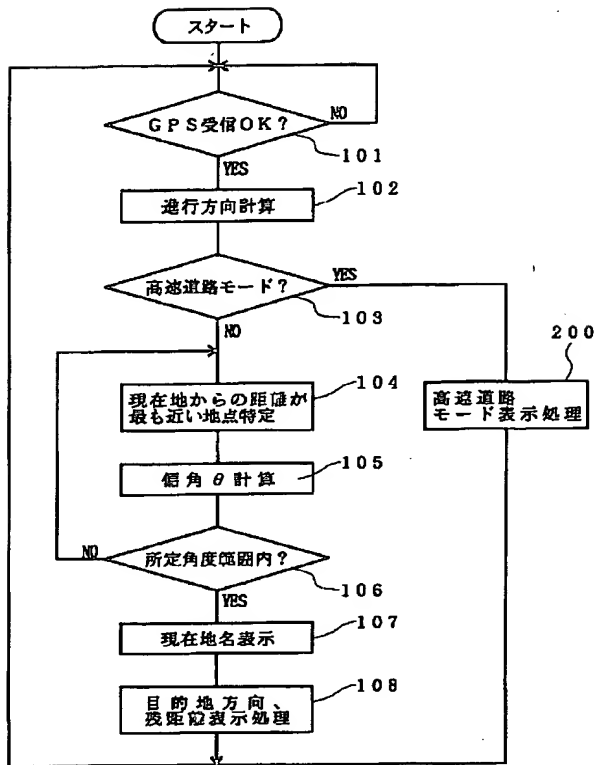 スタート
GPS受信OK?
NO
101
YES
102
進行方向計算
高速道路モード?
YES
103
NO
200
104
現在地からの距離が
最も近い地点特定
高速道路
モード表示処理
105
偏角θ計算
NO
所定角度範囲内?
106
YES
107
現在地名表示
108
目的地方向、
残距離表示処理